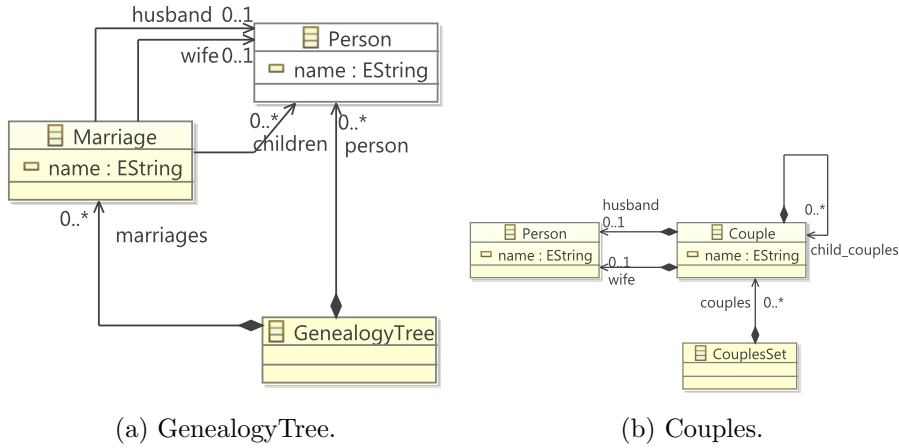 husband 0..1
Person
wife 0..1
name : EString
0..*
children
0..*
person
Marriage
name : EString
0..*
marriages
GenealogyTree
husband
0..1
Person
name : EString
0..1
wife
Couple
name : EString
0..*
child_couples
couples 0..*
CouplesSet
(a) GenealogyTree.
(b) Couples.